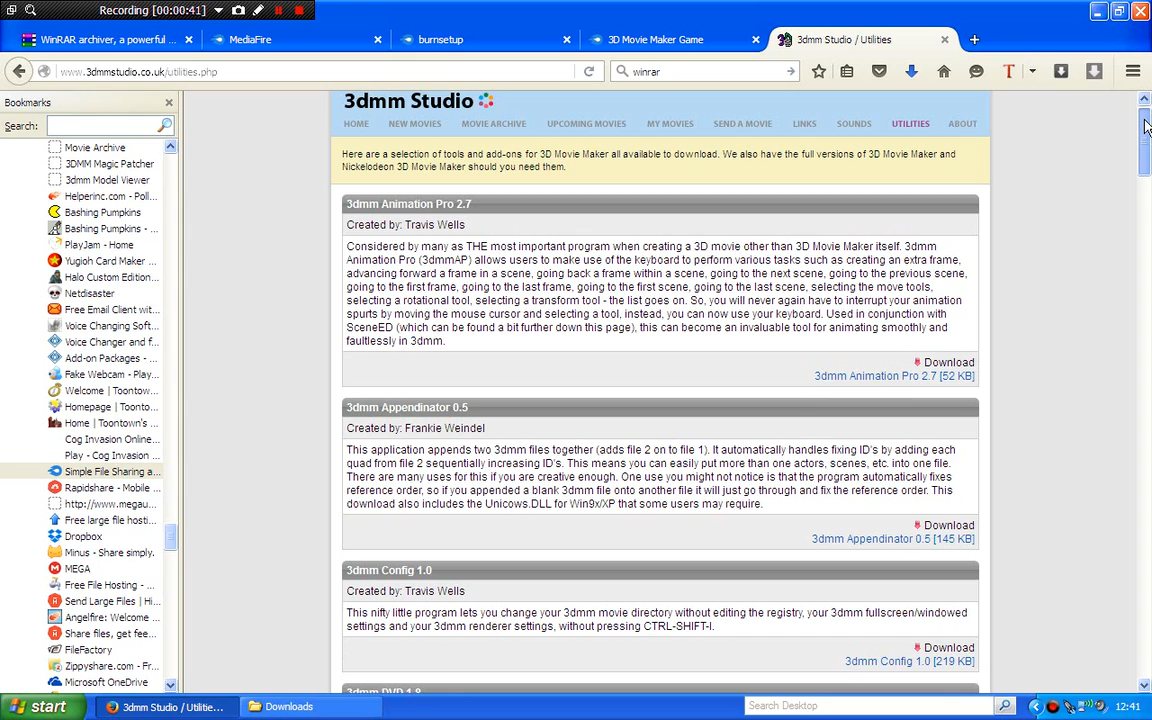 Recording [00:00:41]
WinRAR archiver, a powerful ...
MediaFire
burnsetup
3D Movie Maker Game
3dmm Studio / Utilities
www.3dmmstudio.co.uk/utilities.php
winrar
Bookmarks
Search:
Movie Archive
3DMM Magic Patcher
3dmm Model Viewer
Helperinc.com - Poll...
Bashing Pumpkins
Bashing Pumpkins - ...
PlayJam - Home
Yugioh Card Maker ...
Halo Custom Edition...
Netdisaster
Free Email Client wit...
Voice Changing Soft...
Voice Changer and f...
Add-on Packages - ...
Fake Webcam - Play...
Welcome | Toontow...
Homepage | Toonto...
Home | Toontown's ...
Cog Invasion Online...
Play - Cog Invasion ...
Simple File Sharing a...
Rapidshare - Mobile ...
http://www.megau...
Free large file hosti...
Dropbox
Minus - Share simply.
MEGA
Free File Hosting - ...
Send Large Files | Hi...
Angelfire: Welcome ...
Share files, get fee...
FileFactory
Zippyshare.com - Fr...
Microsoft OneDrive
3dmm Studio
HOME NEW MOVIES MOVIE ARCHIVE UPCOMING MOVIES MY MOVIES SEND A MOVIE LINKS SOUNDS UTILITIES ABOUT
Here are a selection of tools and add-ons for 3D Movie Maker all available to download. We also have the full versions of 3D Movie Maker and
Nickelodeon 3D Movie Maker should you need them.
3dmm Animation Pro 2.7
Created by: Travis Wells
Considered by many as THE most important program when creating a 3D movie other than 3D Movie Maker itself. 3dmm
Animation Pro (3dmmAP) allows users to make use of the keyboard to perform various tasks such as creating an extra frame,
advancing forward a frame in a scene, going back a frame within a scene, going to the next scene, going to the previous scene,
going to the first frame, going to the last frame, going to the first scene, going to the last scene, selecting the move tools,
selecting a rotational tool, selecting a transform tool - the list goes on. So, you will never again have to interrupt your animation
spurts by moving the mouse cursor and selecting a tool, instead, you can now use your keyboard. Used in conjunction with
SceneED (which can be found a bit further down this page), this can become an invaluable tool for animating smoothly and
faultlessly in 3dmm.
Download
3dmm Animation Pro 2.7 [52 KB]
3dmm Appendinator 0.5
Created by: Frankie Weindel
This application appends two 3dmm files together (adds file 2 on to file 1). It automatically handles fixing ID's by adding each
quad from file 2 sequentially increasing ID's. This means you can easily put more than one actors, scenes, etc. into one file.
There are many uses for this if you are creative enough. One use you might not notice is that the program automatically fixes
reference order, so if you appended a blank 3dmm file onto another file it will just go through and fix the reference order. This
download also includes the Unicows.DLL for Win9x/XP that some users may require.
Download
3dmm Appendinator 0.5 [145 KB]
3dmm Config 1.0
Created by: Travis Wells
This nifty little program lets you change your 3dmm movie directory without editing the registry, your 3dmm fullscreen/windowed
settings and your 3dmm renderer settings, without pressing CTRL-SHIFT-I.
Download
3dmm Config 1.0 [219 KB]
3dmm DVD 1.8
start
3dmm Studio / Utilitie...
Downloads
Search Desktop
12:41